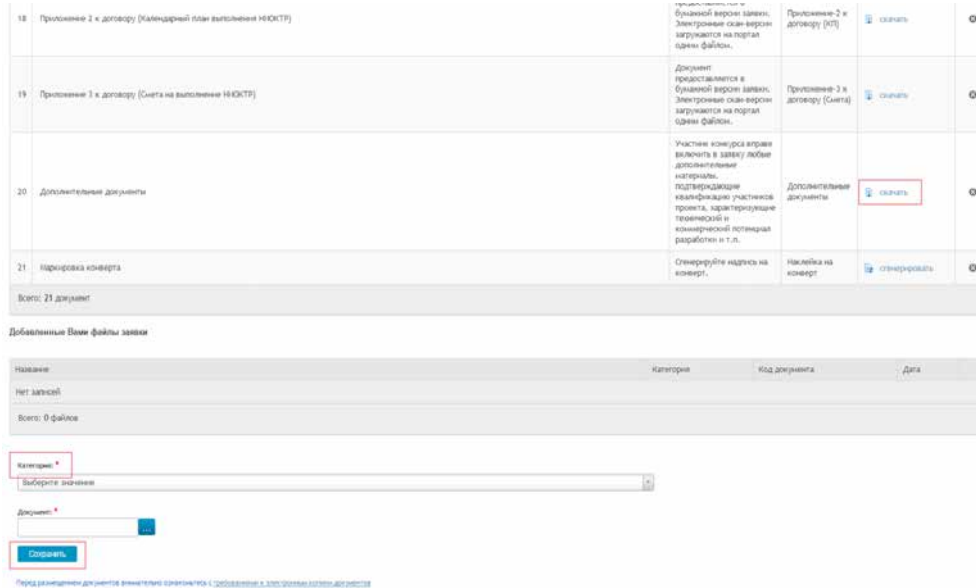 предоставляется в
18 Приложение 2 к договору (Календарный план выполнения ННОКТР)
бумажной версии заявки.
Электронные скан-версии
загружаются на портал
одним файлом.
Приложение-2 к
договору (КП)
скачать
19 Приложение 3 к договору (Смета на выполнение ННОКТР)
Документ
предоставляется в
бумажной версии заявки.
Электронные скан-версии
загружаются на портал
одним файлом.
Приложение-3 к
договору (Смета)
скачать
20 Дополнительные документы
Участник конкурса вправе
включить в заявку любые
дополнительные
материалы,
подтверждающие
квалификацию участников
проекта, характеризующие
технический и
коммерческий потенциал
разработки и т.п.
Дополнительные
документы
скачать
21 Маркировка конверта
Сгенерируйте надпись на
конверт.
Наклейка на
конверт
сгенерировать
Всего: 21 документ
Добавленные Вами файлы заявки
Название Категория Код документа Дата
Нет записей
Всего: 0 файлов
Категория: *
Выберите значение
Документ: *
...
Сохранить
Перед размещением документов внимательно ознакомьтесь с требованиями к электронным копиям документов